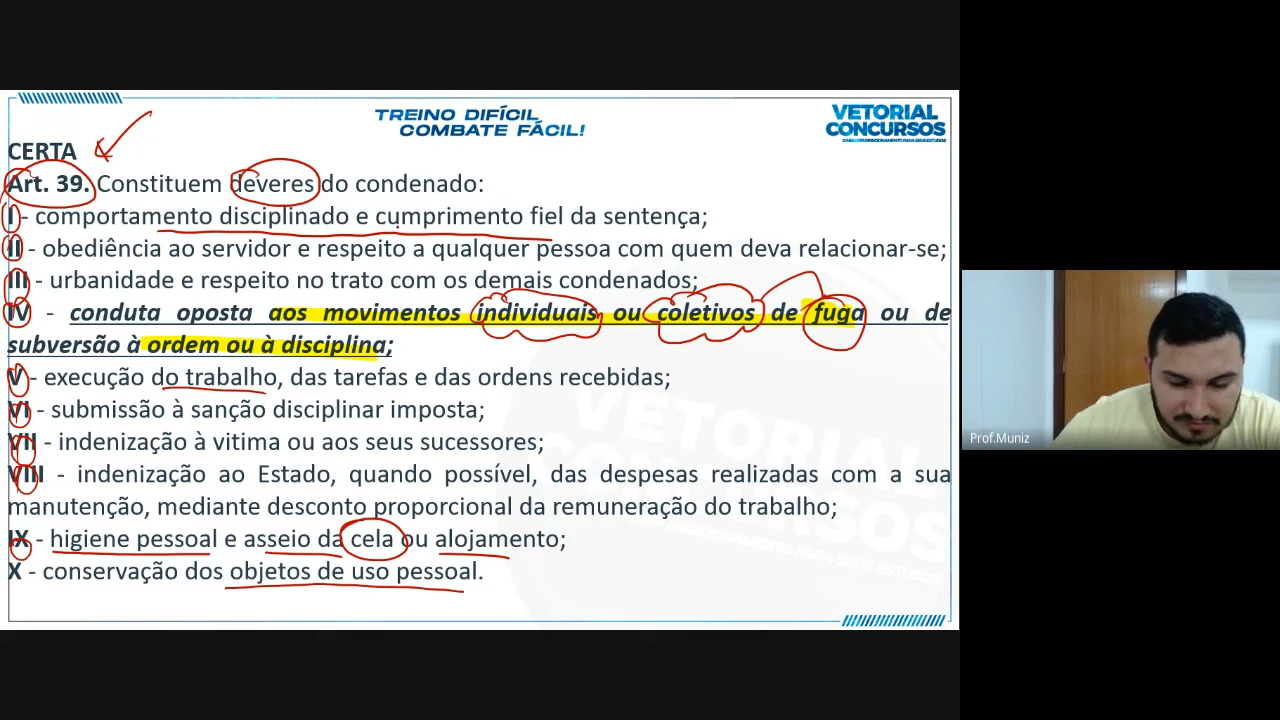 TREINO DIFÍCIL
COMBATE FÁCIL!
VETORIAL
CONCURSOS
CERTA
Art. 39. Constituem deveres do condenado:
I - comportamento disciplinado e cumprimento fiel da sentença;
II - obediência ao servidor e respeito a qualquer pessoa com quem deva relacionar-se;
III - urbanidade e respeito no trato com os demais condenados;
IV - conduta oposta aos movimentos individuais ou coletivos de fuga ou de
subversão à ordem ou à disciplina;
V - execução do trabalho, das tarefas e das ordens recebidas;
VI - submissão à sanção disciplinar imposta;
VII - indenização à vitima ou aos seus sucessores;
VIII - indenização ao Estado, quando possível, das despesas realizadas com a sua
manutenção, mediante desconto proporcional da remuneração do trabalho;
IX - higiene pessoal e asseio da cela ou alojamento;
X - conservação dos objetos de uso pessoal.
VETORIAL
CONCURSOS
Prof.Muniz